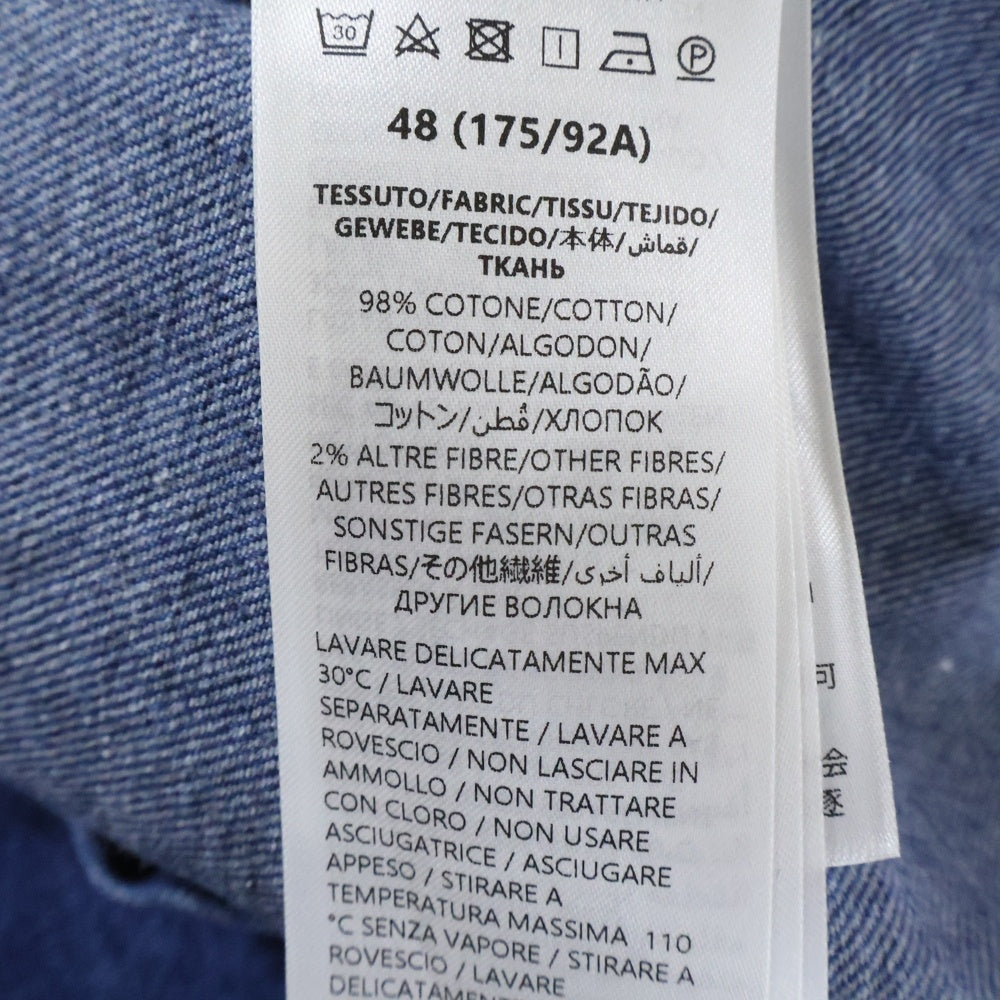 30
P
48 (175/92A)
TESSUTO/FABRIC/TISSU/TEJIDO/
GEWEBE/TECIDO/本体/قماش/
ТКАНЬ
98% COTONE/COTTON/
COTON/ALGODON/
BAUMWOLLE/ALGODÃO/
コットン/قُطن/ХЛОПОК
2% ALTRE FIBRE/OTHER FIBRES/
AUTRES FIBRES/OTRAS FIBRAS/
SONSTIGE FASERN/OUTRAS
FIBRAS/その他繊維/ألياف أخرى/
ДРУГИЕ ВОЛОКНА
LAVARE DELICATAMENTE MAX
30°C / LAVARE
SEPARATAMENTE / LAVARE A
ROVESCIO / NON LASCIARE IN
AMMOLLO / NON TRATTARE
CON CLORO / NON USARE
ASCIUGATRICE / ASCIUGARE
APPESO / STIRARE A
TEMPERATURA MASSIMA 110
°C SENZA VAPORE / STIRARE A
ROVESCIO / LAVARE
DELICATAMENTE
可
会
逐